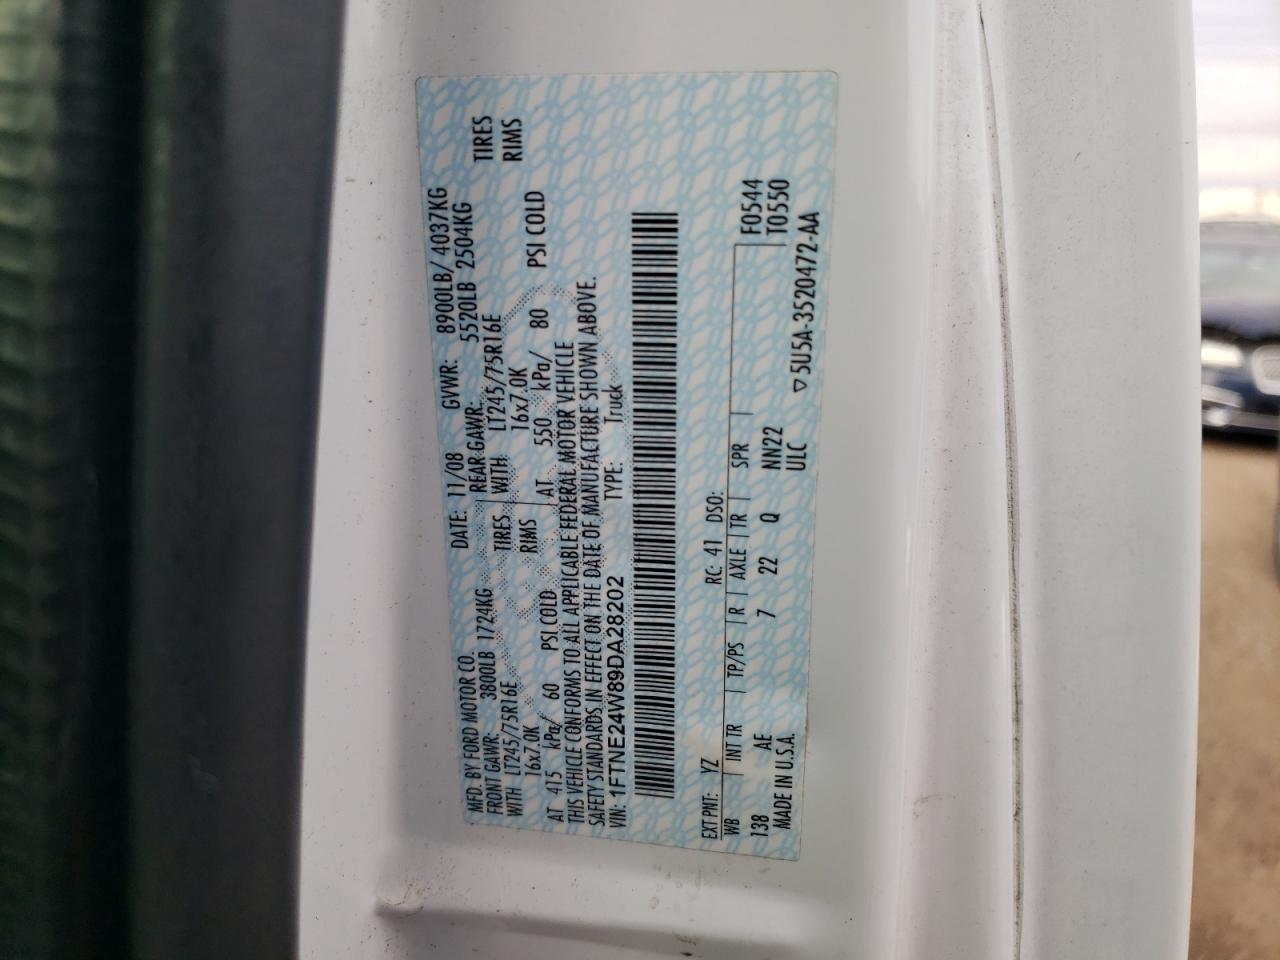 MFD. BY FORD MOTOR CO. DATE: 11/08 GVWR: 8900LB/ 4037KG
FRONT GAWR: 3800LB 1724KG REAR GAWR: 5520LB 2504KG
WITH LT245/75R16E TIRES WITH LT245/75R16E TIRES
16x7.0K RIMS 16x7.0K RIMS
AT 415 kPa/ 60 PSI COLD AT 550 kPa/ 80 PSI COLD
THIS VEHICLE CONFORMS TO ALL APPLICABLE FEDERAL MOTOR VEHICLE
SAFETY STANDARDS IN EFFECT ON THE DATE OF MANUFACTURE SHOWN ABOVE.
VIN: 1FTNE24W89DA28202 TYPE: Truck
EXT PNT: YZ RC: 41 DSO:
WB INT TR TP/PS R AXLE TR SPR F0544
138 AE 7 22 Q NN22 T0550
MADE IN U.S.A. ULC
▽5U5A-3520472-AA